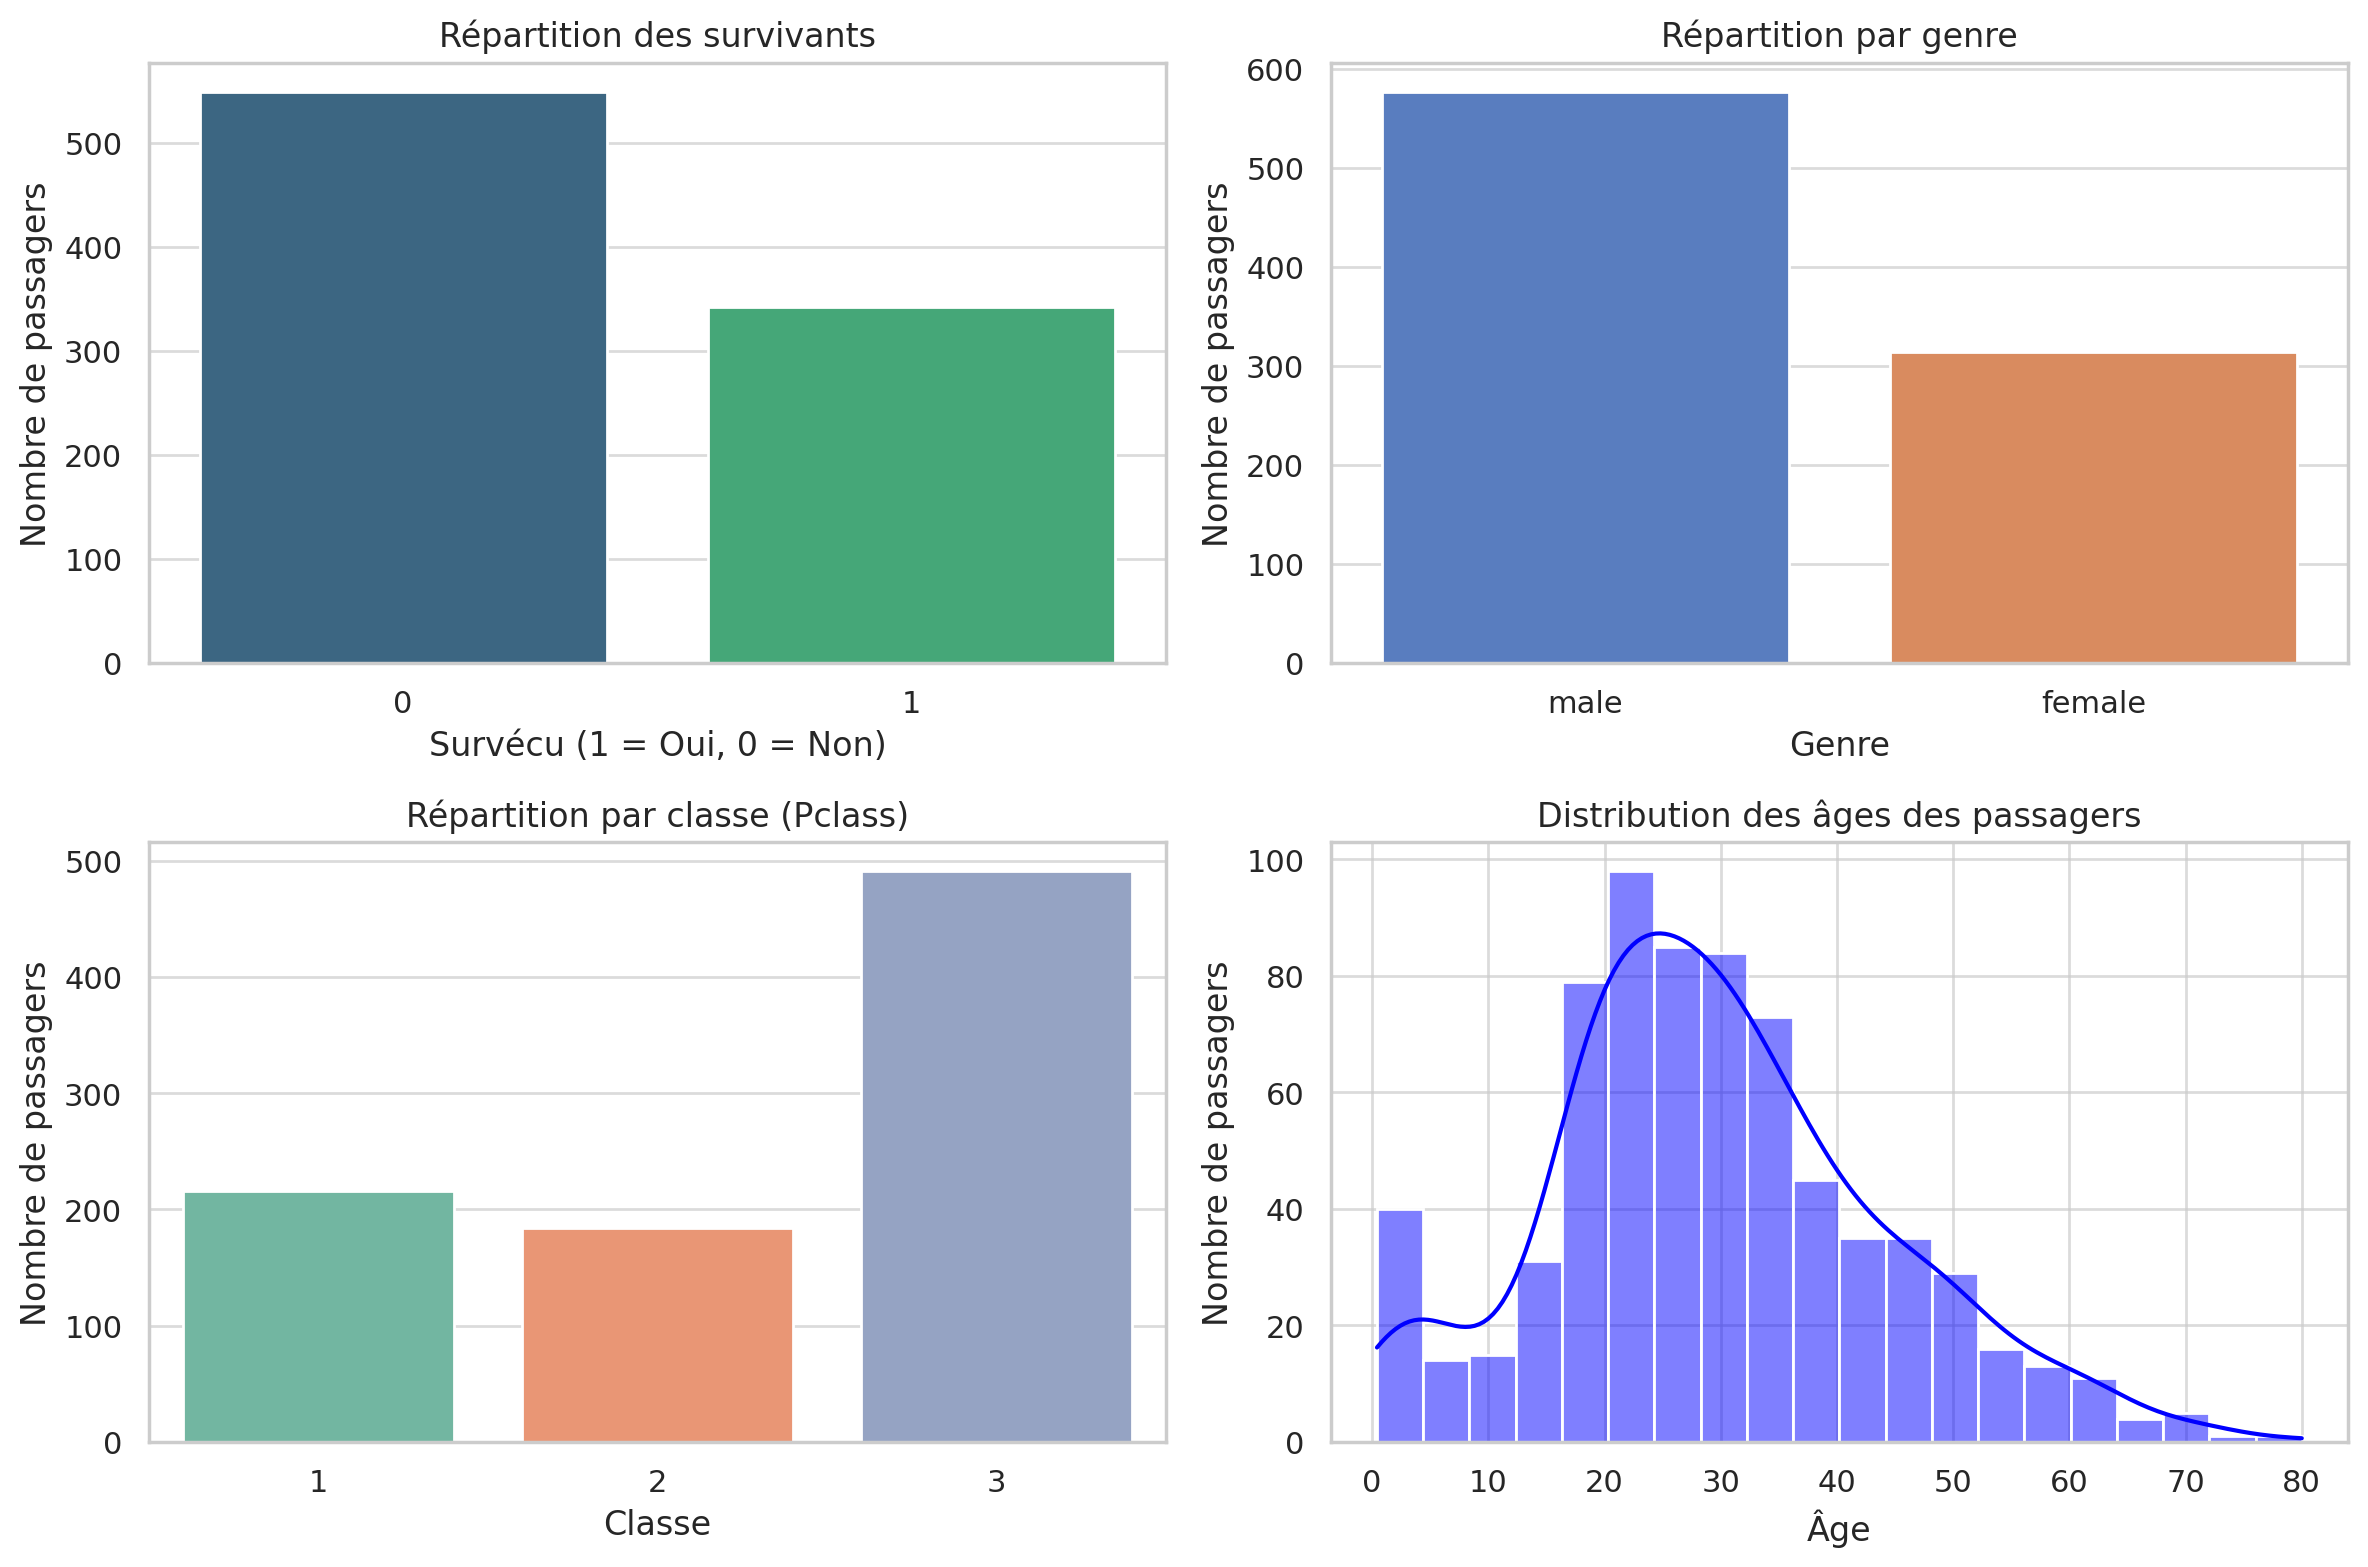 Répartition des survivants
Nombre de passagers
500
400
300
200
100
0
0 1
Survécu (1 = Oui, 0 = Non)
Répartition par genre
Nombre de passagers
600
500
400
300
200
100
0
male female
Genre
Répartition par classe (Pclass)
Nombre de passagers
500
400
300
200
100
0
1 2 3
Classe
Distribution des âges des passagers
Nombre de passagers
100
80
60
40
20
0
0 10 20 30 40 50 60 70 80
Âge